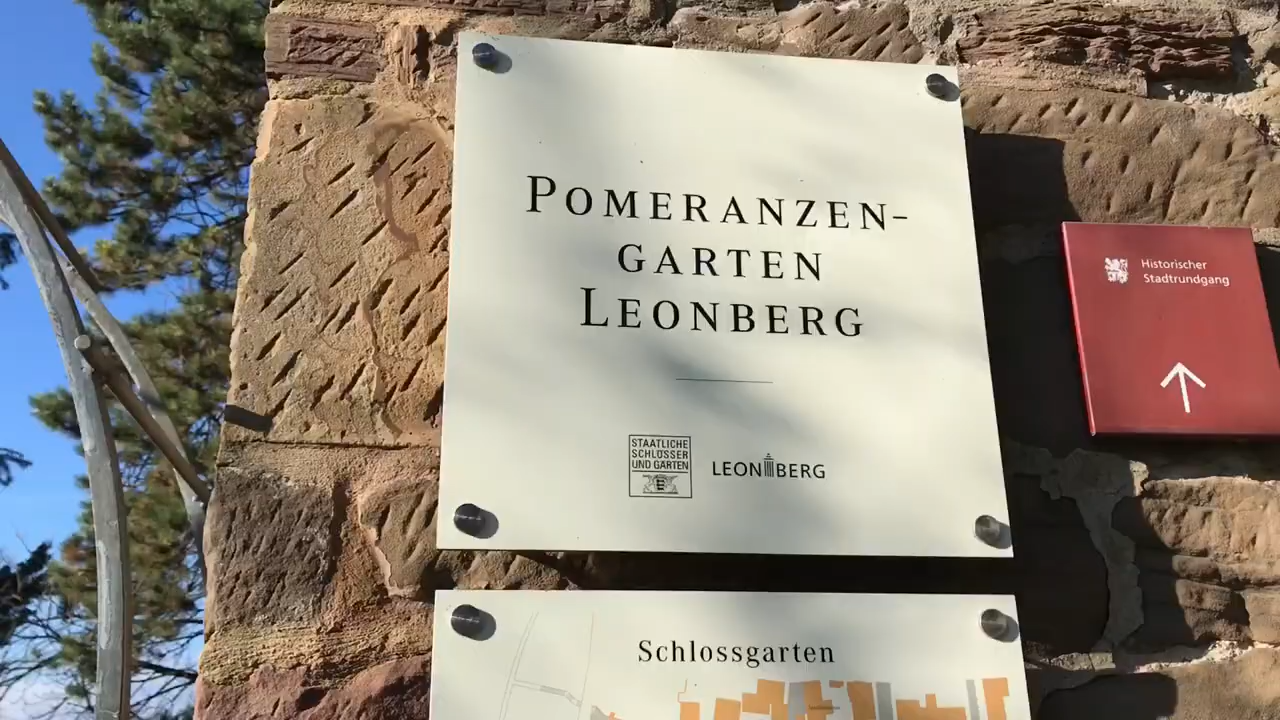 POMERANZEN-
GARTEN
LEONBERG
STAATLICHE
SCHLÖSSER
UND GÄRTEN
LEONBERG
Historischer
Stadtrundgang
Schlossgarten